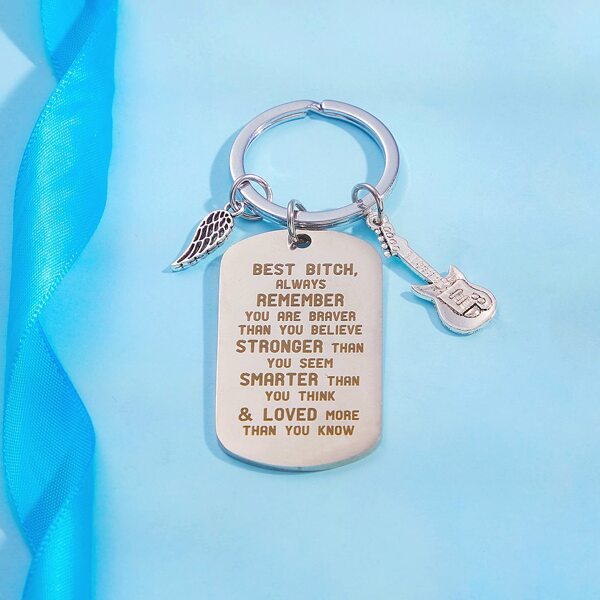 BEST BITCH,
ALWAYS
REMEMBER
YOU ARE BRAVER
THAN YOU BELIEVE
STRONGER THAN
YOU SEEM
SMARTER THAN
YOU THINK
& LOVED MORE
THAN YOU KNOW